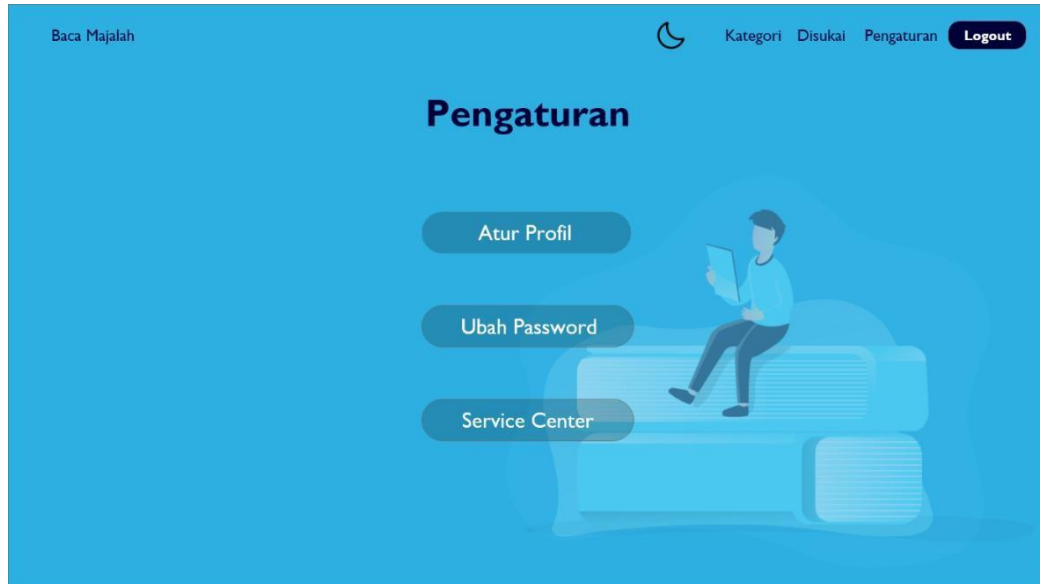 Baca Majalah
Kategori Disukai Pengaturan Logout
Pengaturan
Atur Profil
Ubah Password
Service Center